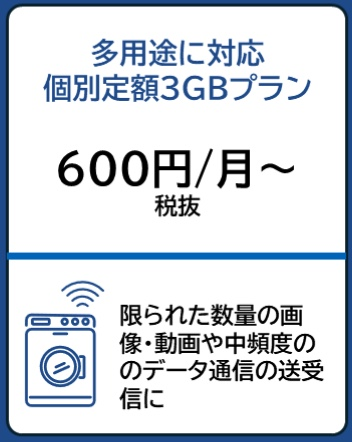 多用途に対応
個別定額3GBプラン
600円/月～
税抜
限られた数量の画
像・動画や中頻度の
のデータ通信の送受
信に